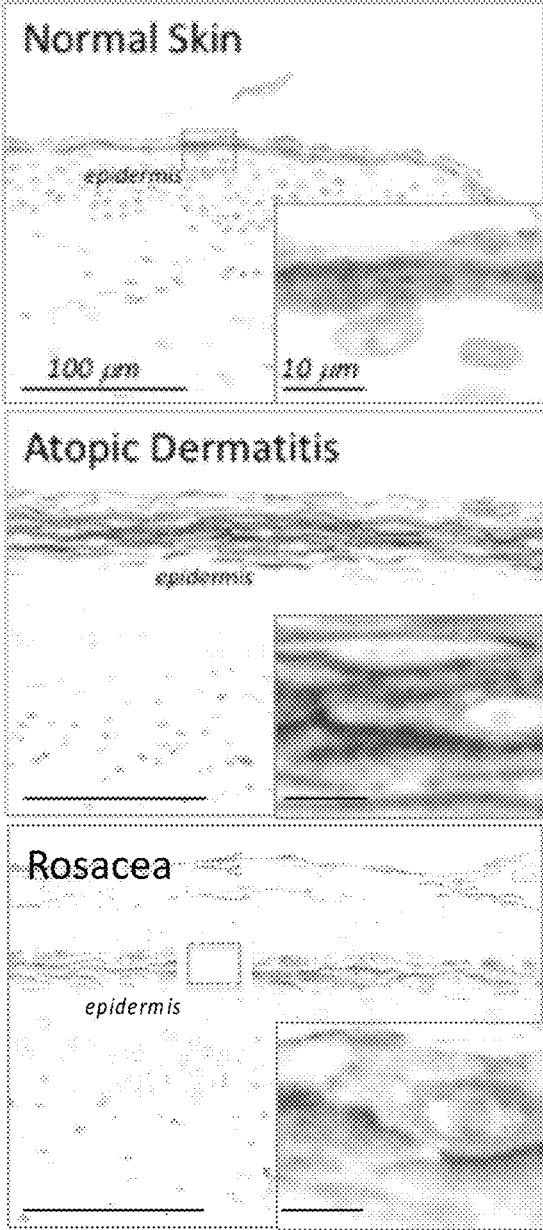 Normal Skin
epidermis
100 μm
10 μm
Atopic Dermatitis
epidermis
Rosacea
epidermis